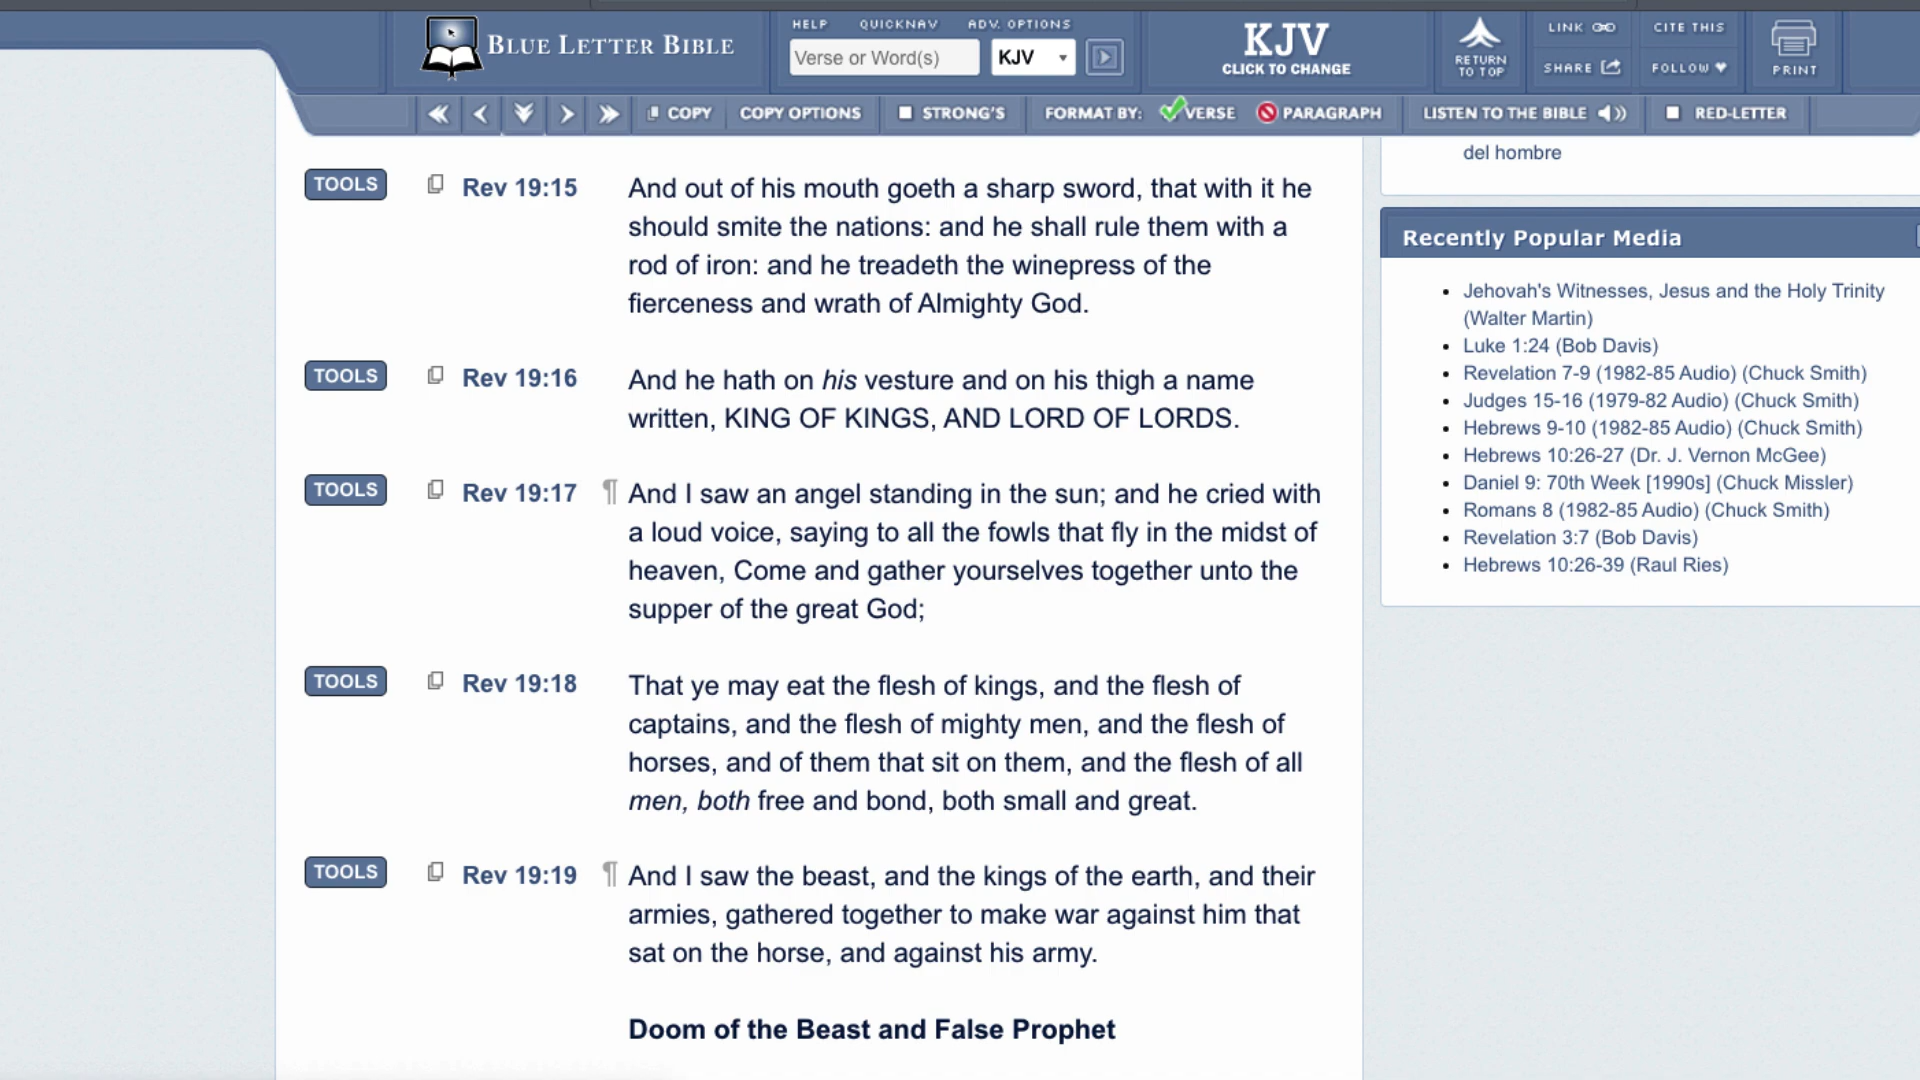 BLUE LETTER BIBLE
HELP QUICKNAV ADV. OPTIONS
Verse or Word(s) KJV
KJV
CLICK TO CHANGE
RETURN
TO TOP
LINK
SHARE
CITE THIS
FOLLOW
PRINT
COPY COPY OPTIONS STRONG'S FORMAT BY: VERSE PARAGRAPH LISTEN TO THE BIBLE RED-LETTER
TOOLS Rev 19:15 And out of his mouth goeth a sharp sword, that with it he
should smite the nations: and he shall rule them with a
rod of iron: and he treadeth the winepress of the
fierceness and wrath of Almighty God.
TOOLS Rev 19:16 And he hath on his vesture and on his thigh a name
written, KING OF KINGS, AND LORD OF LORDS.
TOOLS Rev 19:17 ¶ And I saw an angel standing in the sun; and he cried with
a loud voice, saying to all the fowls that fly in the midst of
heaven, Come and gather yourselves together unto the
supper of the great God;
TOOLS Rev 19:18 That ye may eat the flesh of kings, and the flesh of
captains, and the flesh of mighty men, and the flesh of
horses, and of them that sit on them, and the flesh of all
men, both free and bond, both small and great.
TOOLS Rev 19:19 ¶ And I saw the beast, and the kings of the earth, and their
armies, gathered together to make war against him that
sat on the horse, and against his army.
Doom of the Beast and False Prophet
del hombre
Recently Popular Media
• Jehovah's Witnesses, Jesus and the Holy Trinity
(Walter Martin)
• Luke 1:24 (Bob Davis)
• Revelation 7-9 (1982-85 Audio) (Chuck Smith)
• Judges 15-16 (1979-82 Audio) (Chuck Smith)
• Hebrews 9-10 (1982-85 Audio) (Chuck Smith)
• Hebrews 10:26-27 (Dr. J. Vernon McGee)
• Daniel 9: 70th Week [1990s] (Chuck Missler)
• Romans 8 (1982-85 Audio) (Chuck Smith)
• Revelation 3:7 (Bob Davis)
• Hebrews 10:26-39 (Raul Ries)